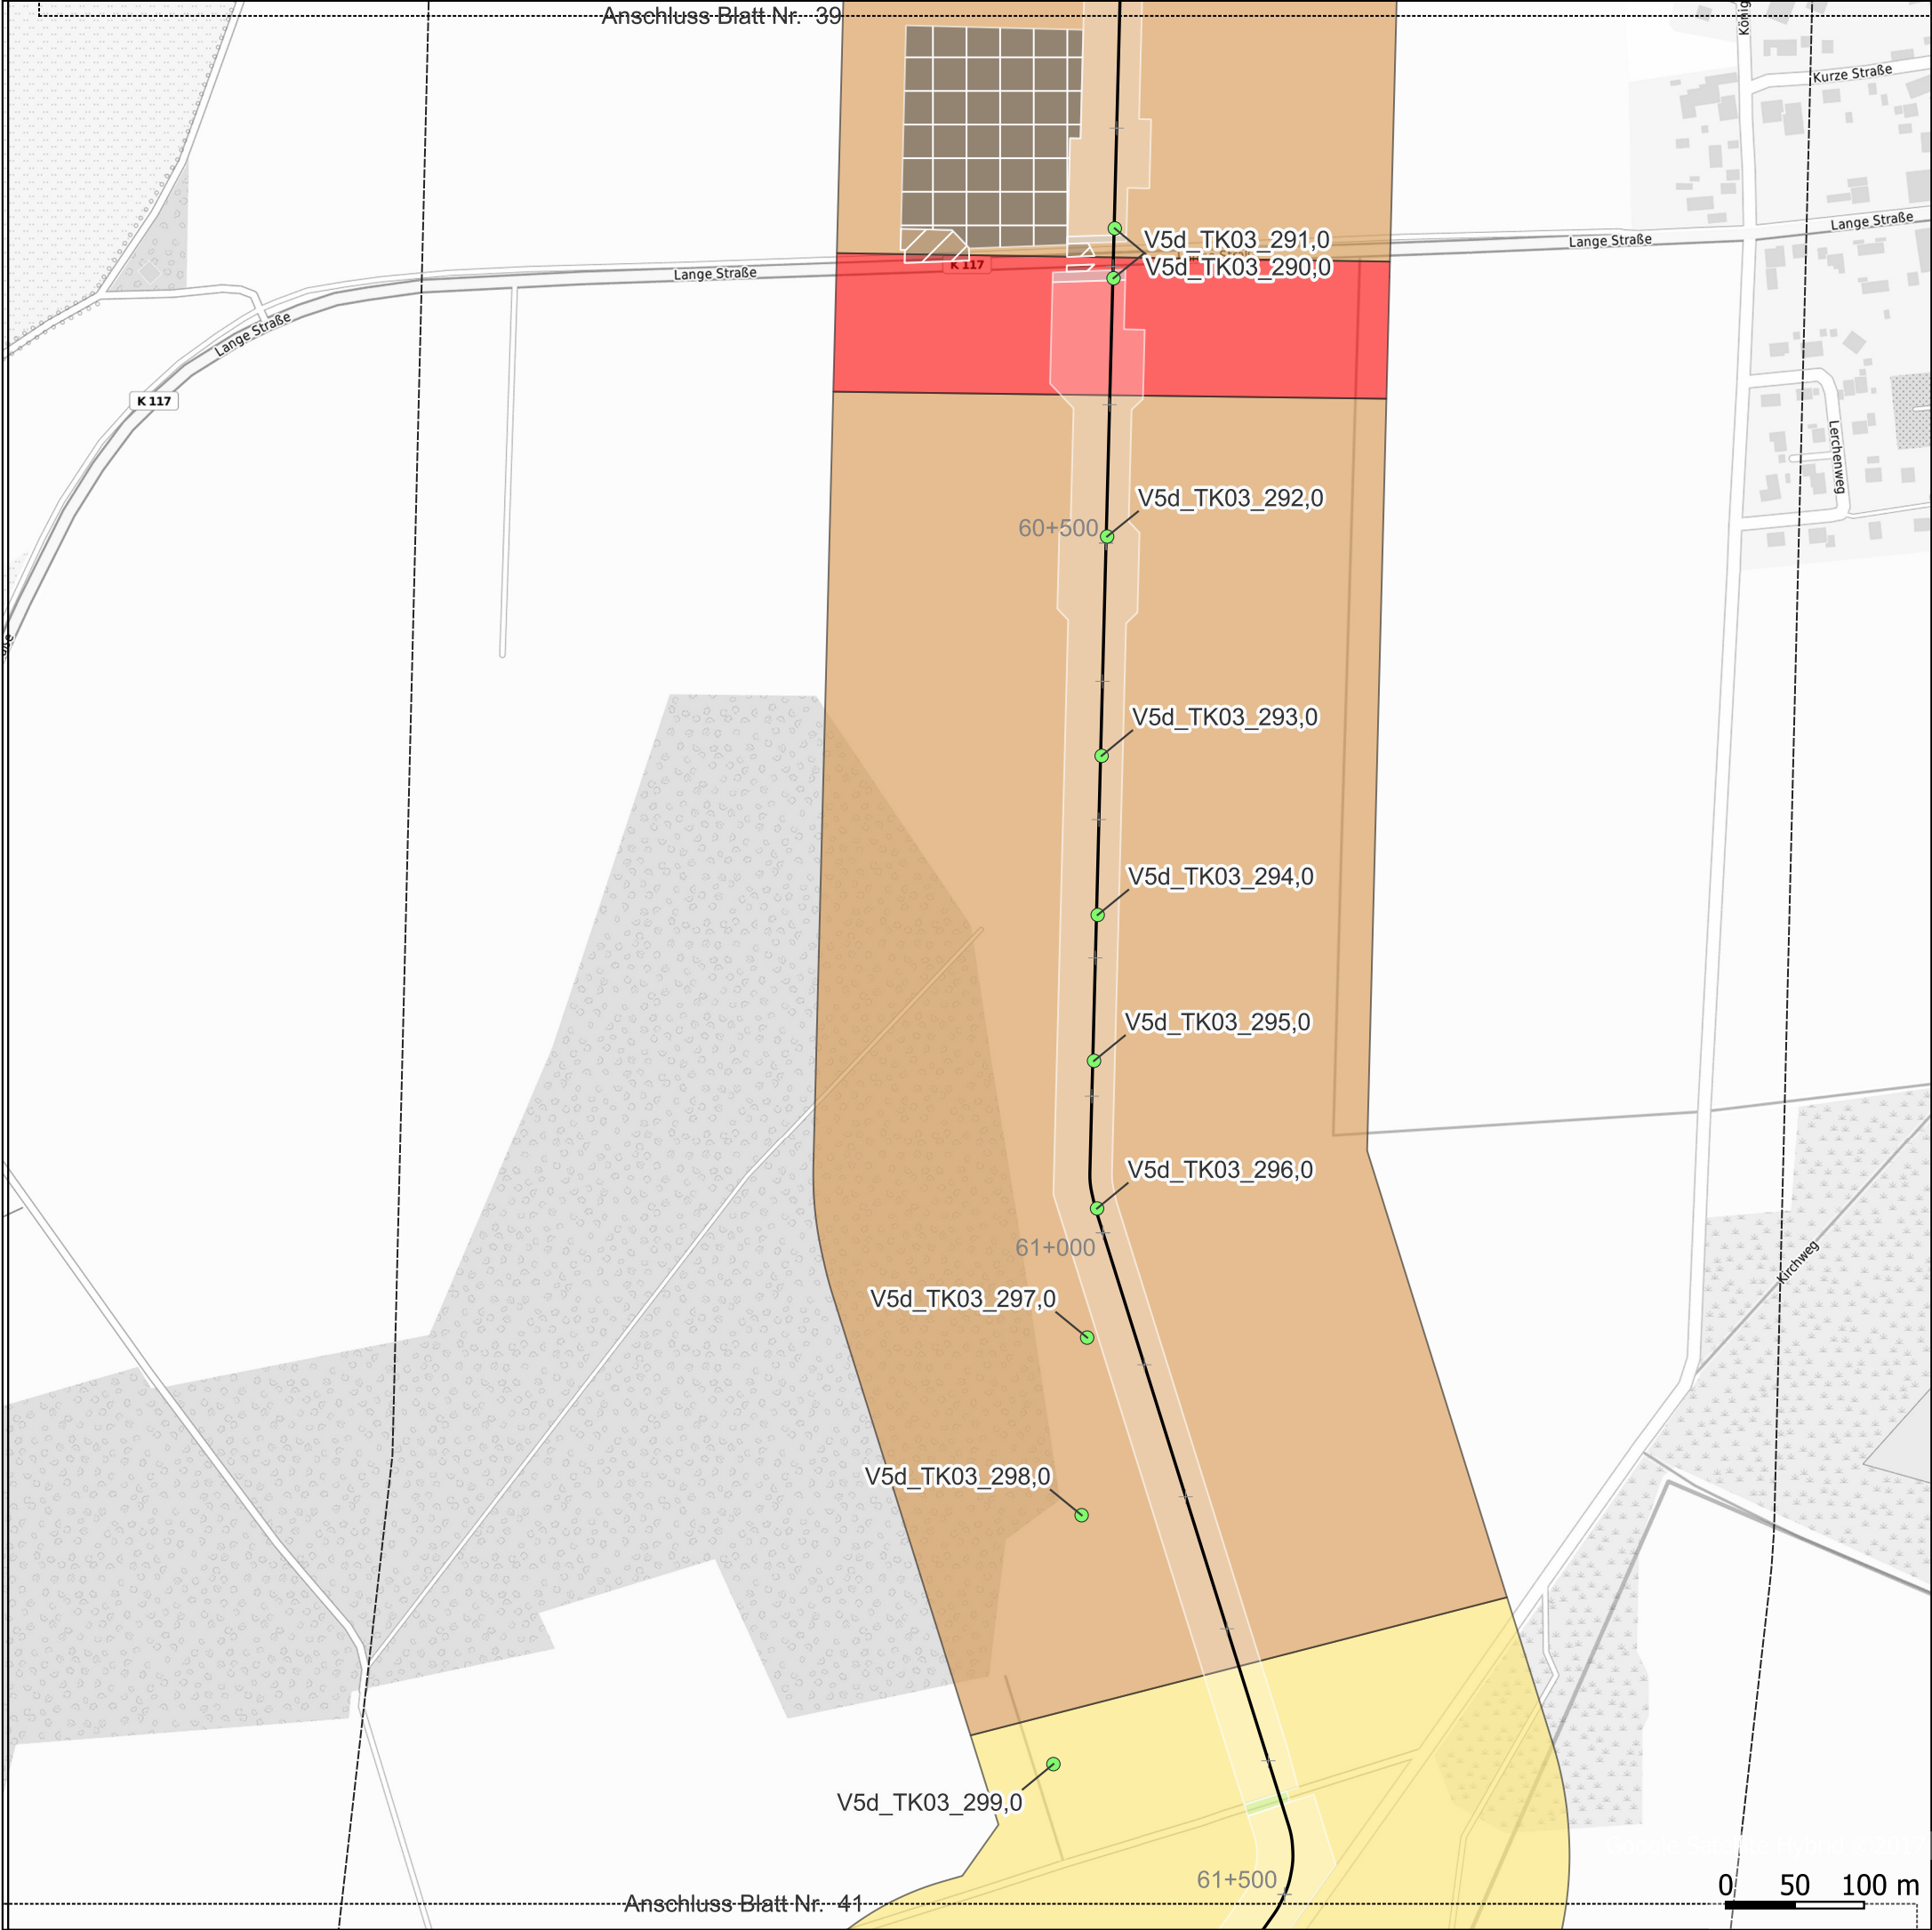 Anschluss Blatt Nr. 39
König
Kurze Straße
Lange Straße
V5d_TK03_291,0
Lange Straße
K 117
V5d_TK03_290,0
Lange Straße
Lange Straße
K 117
Lerchenweg
V5d_TK03_292,0
60+500
V5d_TK03_293,0
V5d_TK03_294,0
V5d_TK03_295,0
V5d_TK03_296,0
61+000
Kirchweg
V5d_TK03_297,0
V5d_TK03_298,0
V5d_TK03_299,0
61+500
0 50 100 m
Anschluss Blatt Nr. 41